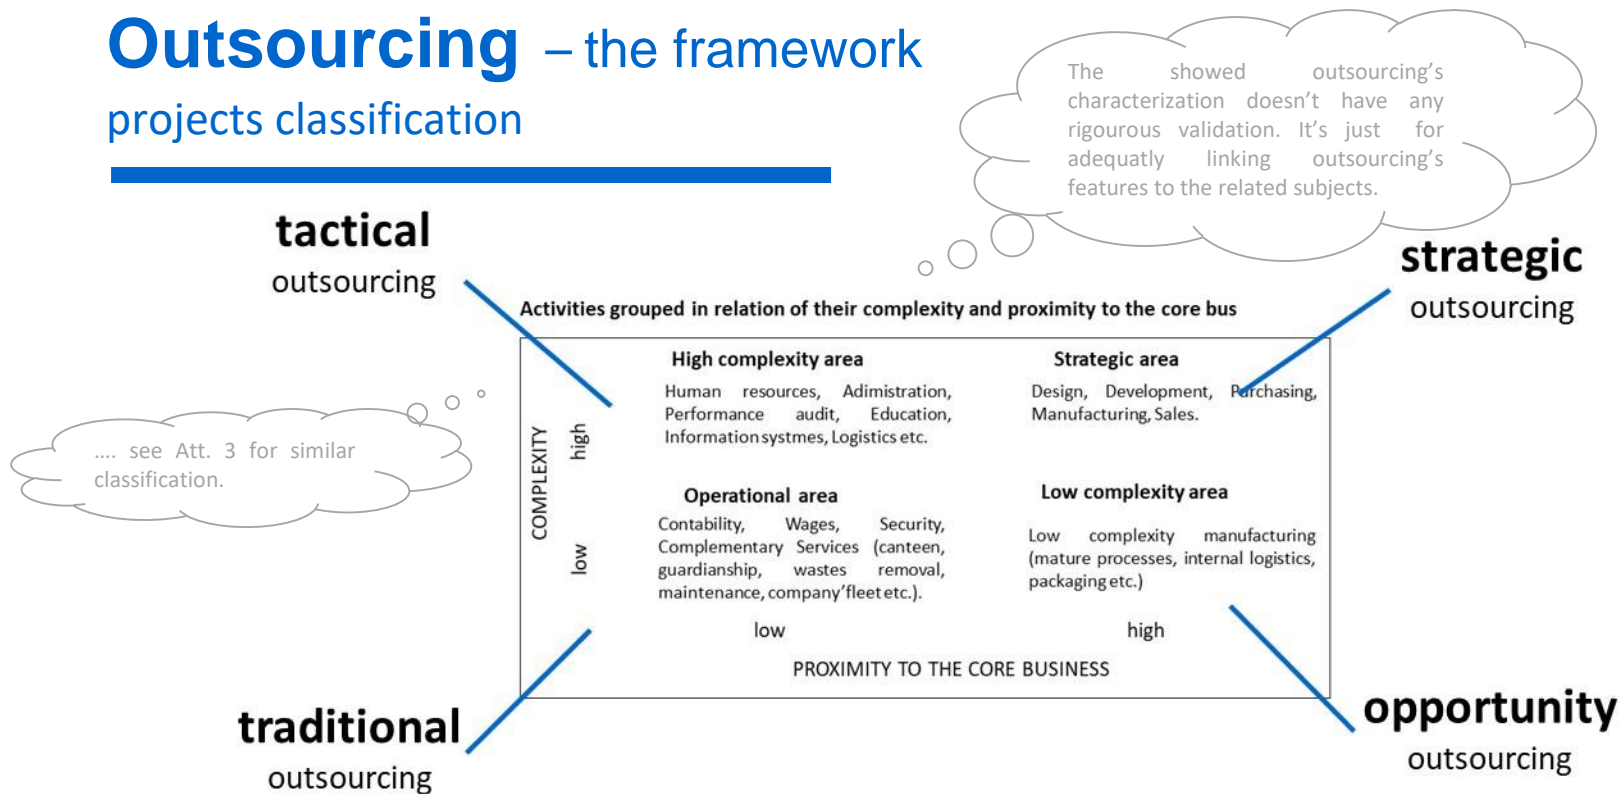 Outsourcing – the framework
projects classification
The showed outsourcing’s
characterization doesn’t have any
rigourous validation. It’s just for
adequatly linking outsourcing’s
features to the related subjects.
tactical
outsourcing
strategic
outsourcing
Activities grouped in relation of their complexity and proximity to the core bus
High complexity area
Human resources, Adimistration,
Performance audit, Education,
Information systmes, Logistics etc.
Strategic area
Design, Development, Purchasing,
Manufacturing, Sales.
.... see Att. 3 for similar
classification.
COMPLEXITY
high
low
Operational area
Contability, Wages, Security,
Complementary Services (canteen,
guardianship, wastes removal,
maintenance, company’fleet etc.).
Low complexity area
Low complexity manufacturing
(mature processes, internal logistics,
packaging etc.)
low
high
PROXIMITY TO THE CORE BUSINESS
traditional
outsourcing
opportunity
outsourcing